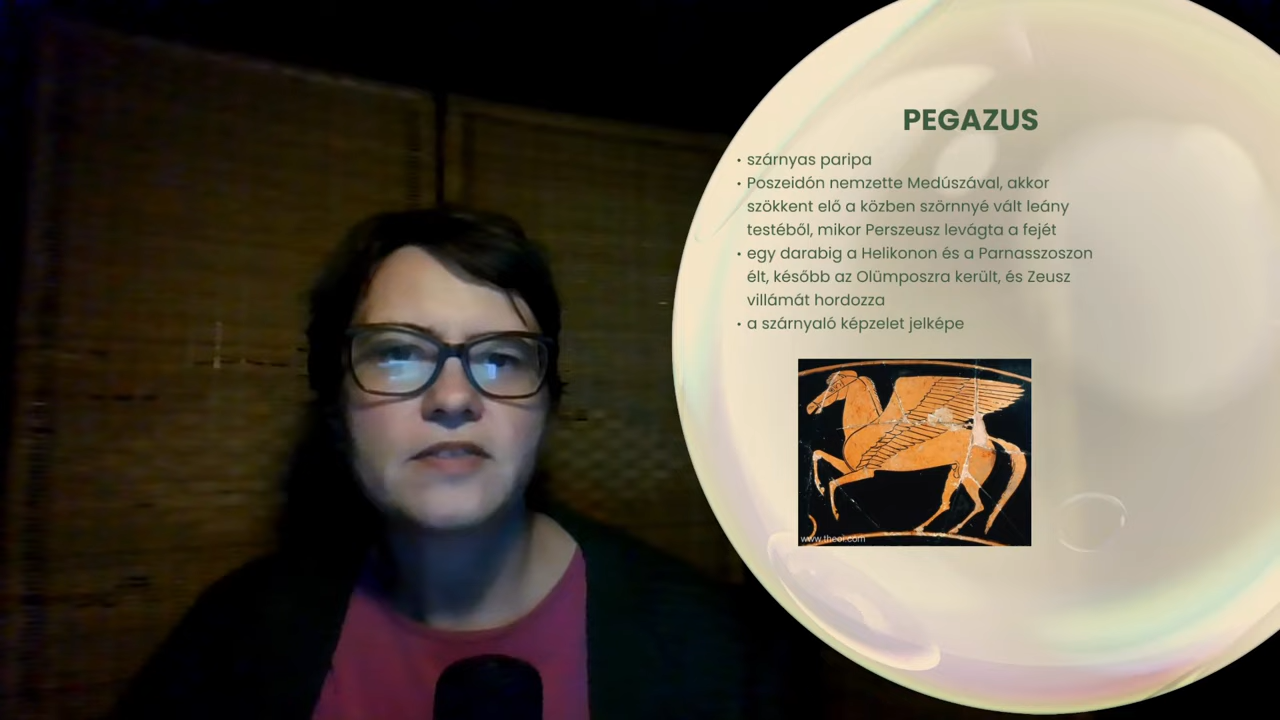 PEGAZUS
• szárnyas paripa
• Poszeidón nemzette Medúszával, akkor
szökkent elő a közben szörnnyé vált leány
testéből, mikor Perszeusz levágta a fejét
• egy darabig a Helikonon és a Parnasszoszon
élt, később az Olümposzra került, és Zeusz
villámát hordozza
• a szárnyaló képzelet jelképe
www.theoi.com